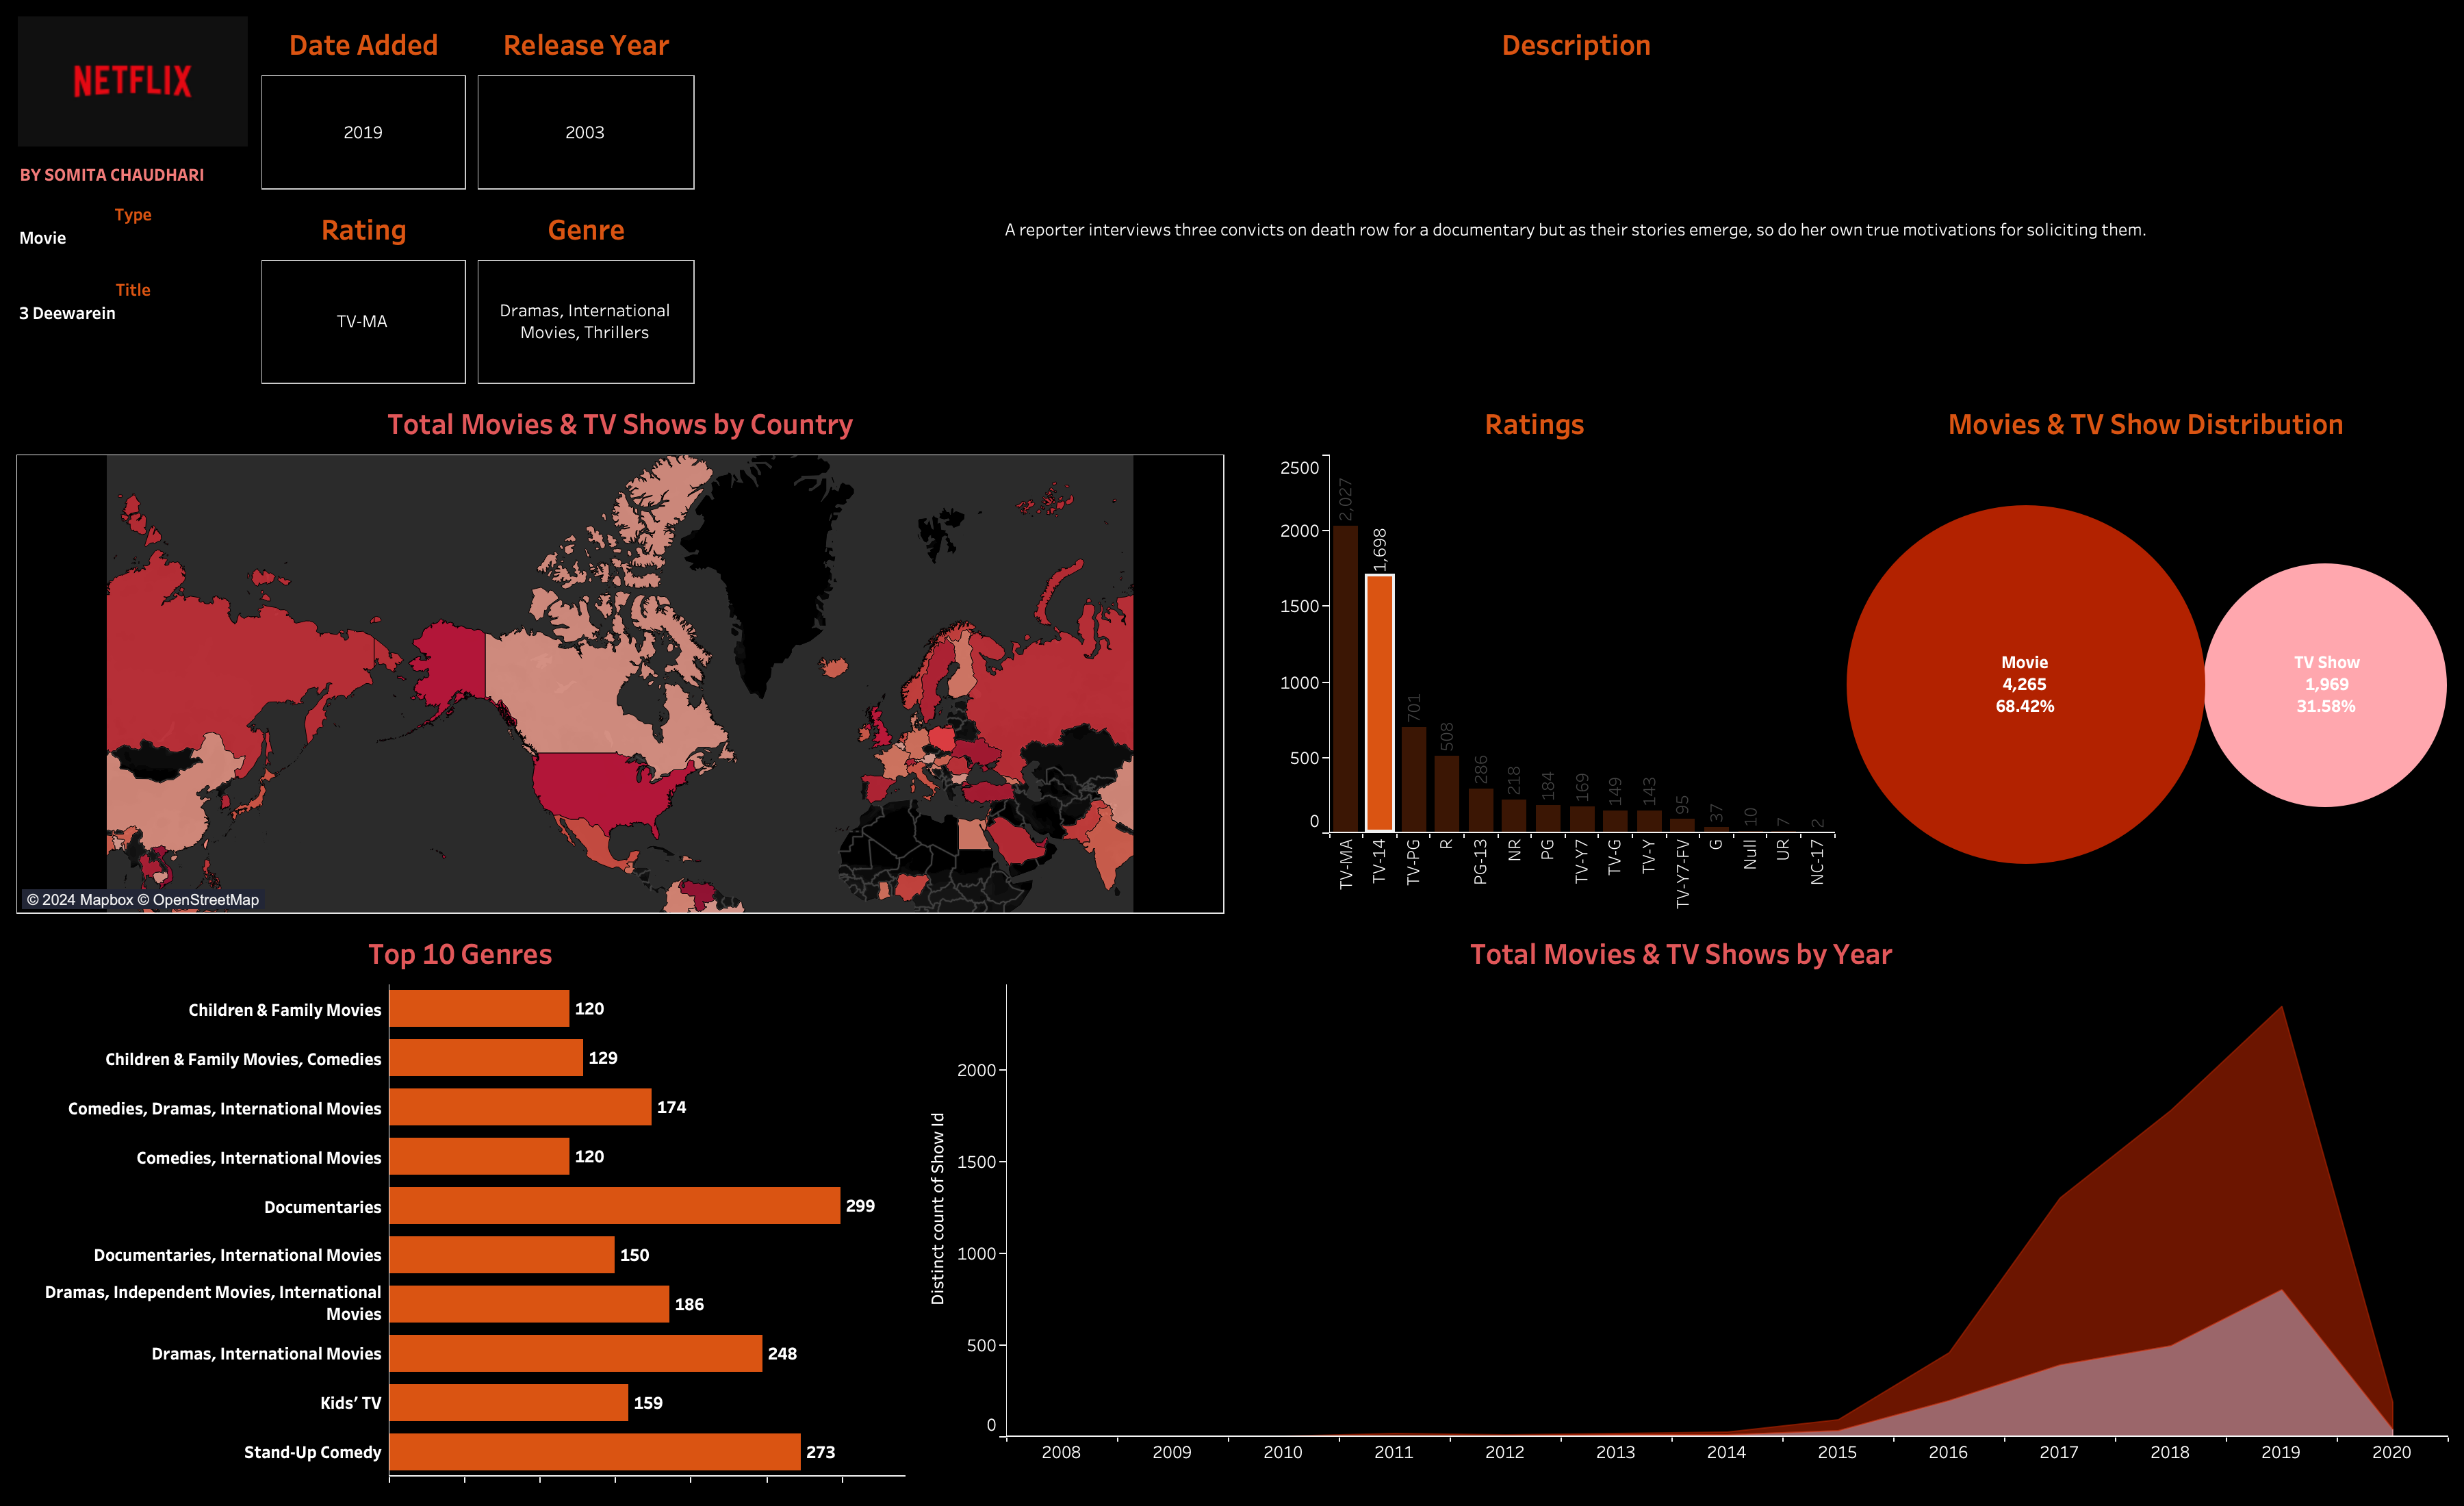 NETFLIX
BY SOMITA CHAUDHARI
Type
Movie
Title
3 Deewarein
Date Added
2019
Release Year
2003
Rating
TV-MA
Genre
Dramas, International
Movies, Thrillers
Description
A reporter interviews three convicts on death row for a documentary but as their stories emerge, so do her own true motivations for soliciting them.
Total Movies & TV Shows by Country
© 2024 Mapbox © OpenStreetMap
Ratings
2500
2000
1500
1000
500
0
2,027
1,698
701
508
286
218
184
169
149
143
95
37
10
7
2
TV-MA
TV-14
TV-PG
R
PG-13
NR
PG
TV-Y7
TV-G
TV-Y
TV-Y7-FV
G
Null
UR
NC-17
Movies & TV Show Distribution
Movie
4,265
68.42%
TV Show
1,969
31.58%
Top 10 Genres
Children & Family Movies
120
Children & Family Movies, Comedies
129
Comedies, Dramas, International Movies
174
Comedies, International Movies
120
Documentaries
299
Documentaries, International Movies
150
Dramas, Independent Movies, International
Movies
186
Dramas, International Movies
248
Kids’ TV
159
Stand-Up Comedy
273
Total Movies & TV Shows by Year
Distinct count of Show Id
2000
1500
1000
500
0
2008
2009
2010
2011
2012
2013
2014
2015
2016
2017
2018
2019
2020